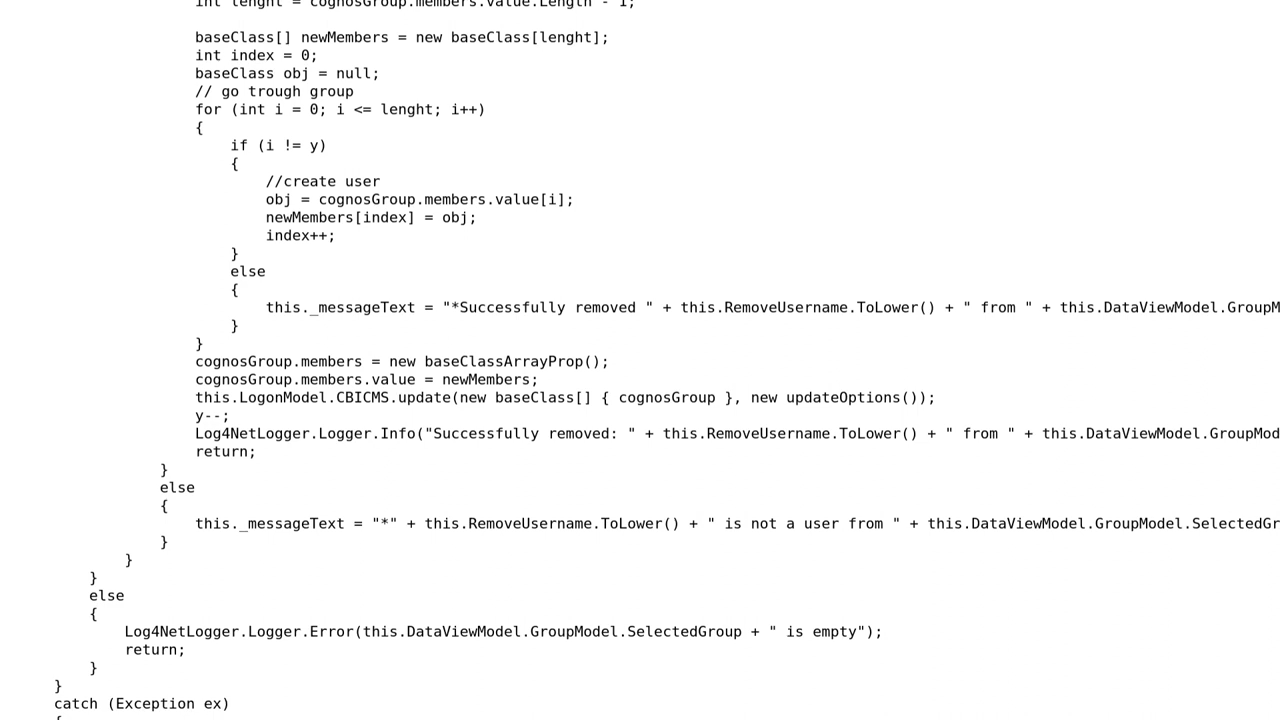 int lenght = cognosGroup.members.value.Length - 1;
baseClass[] newMembers = new baseClass[lenght];
int index = 0;
baseClass obj = null;
// go trough group
for (int i = 0; i <= lenght; i++)
{
if (i != y)
{
//create user
obj = cognosGroup.members.value[i];
newMembers[index] = obj;
index++;
}
else
{
this._messageText = "*Successfully removed " + this.RemoveUsername.ToLower() + " from " + this.DataViewModel.GroupM
}
}
cognosGroup.members = new baseClassArrayProp();
cognosGroup.members.value = newMembers;
this.LogonModel.CBICMS.update(new baseClass[] { cognosGroup }, new updateOptions());
y--;
Log4NetLogger.Logger.Info("Successfully removed: " + this.RemoveUsername.ToLower() + " from " + this.DataViewModel.GroupMod
return;
}
else
{
this._messageText = "*" + this.RemoveUsername.ToLower() + " is not a user from " + this.DataViewModel.GroupModel.SelectedGr
}
}
}
else
{
Log4NetLogger.Logger.Error(this.DataViewModel.GroupModel.SelectedGroup + " is empty");
return;
}
}
catch (Exception ex)
{